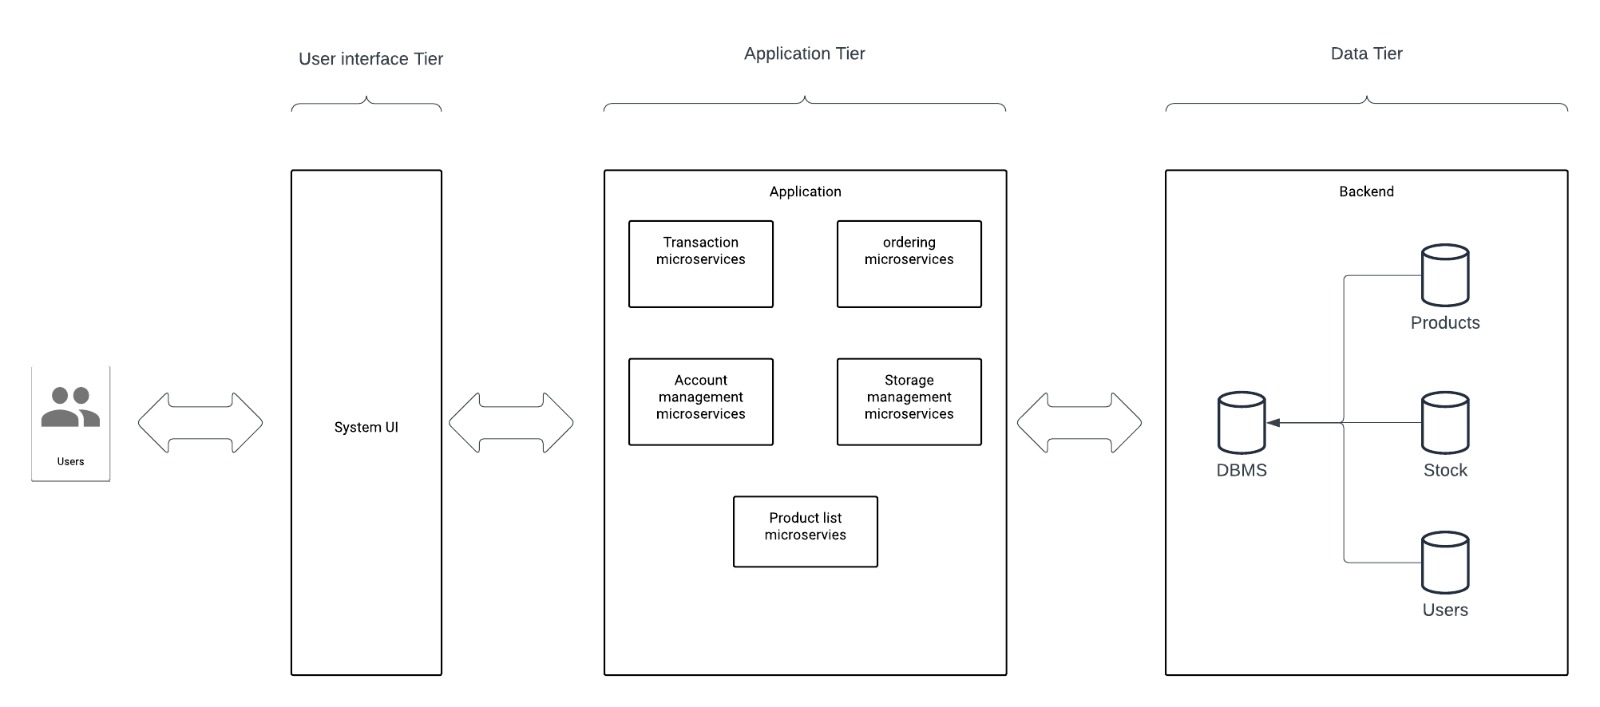 User interface Tier
Application Tier
Data Tier
Users
System UI
Application
Transaction
microservices
ordering
microservices
Account
management
microservices
Storage
management
microservices
Product list
microservies
Backend
Products
DBMS
Stock
Users